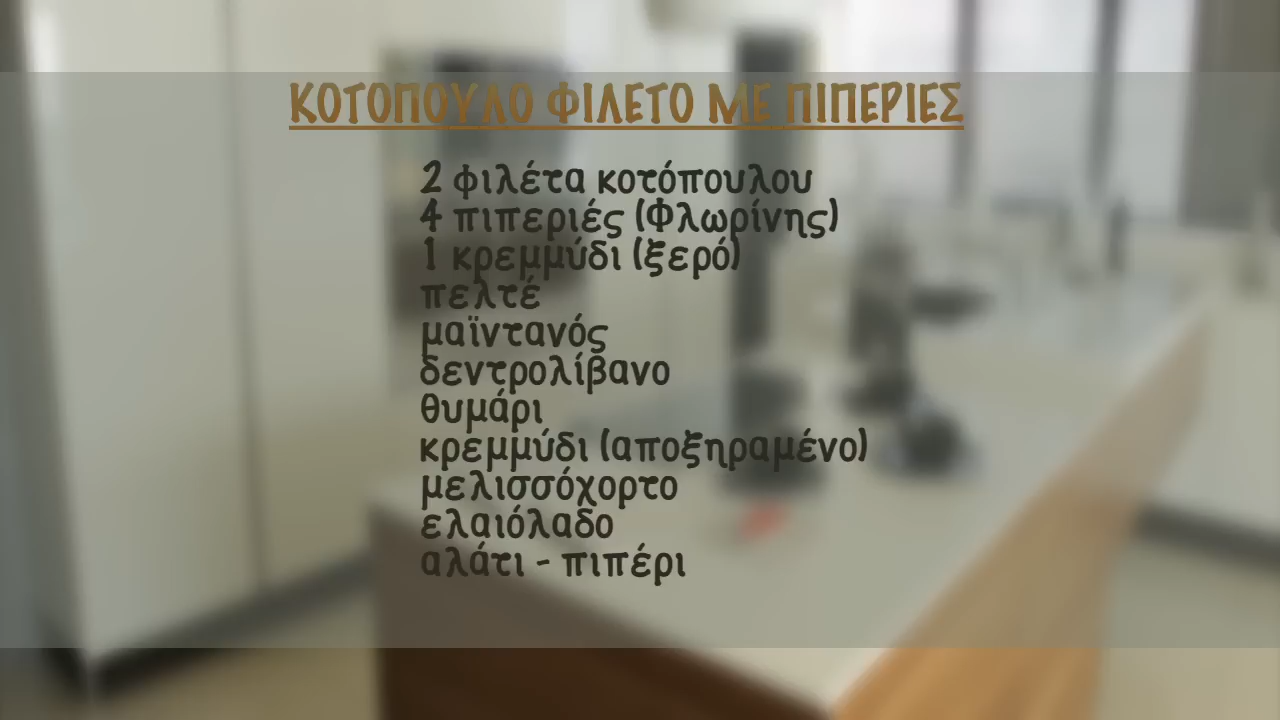 ΚΟΤΟΠΟΥΛΟ ΦΙΛΕΤΟ ΜΕ ΠΙΠΕΡΙΕΣ
2 φιλέτα κοτόπουλου
4 πιπεριές (Φλωρίνης)
1 κρεμμύδι (ξερό)
πελτέ
μαϊντανός
δεντρολίβανο
θυμάρι
κρεμμύδι (αποξηραμένο)
μελισσόχορτο
ελαιόλαδο
αλάτι - πιπέρι